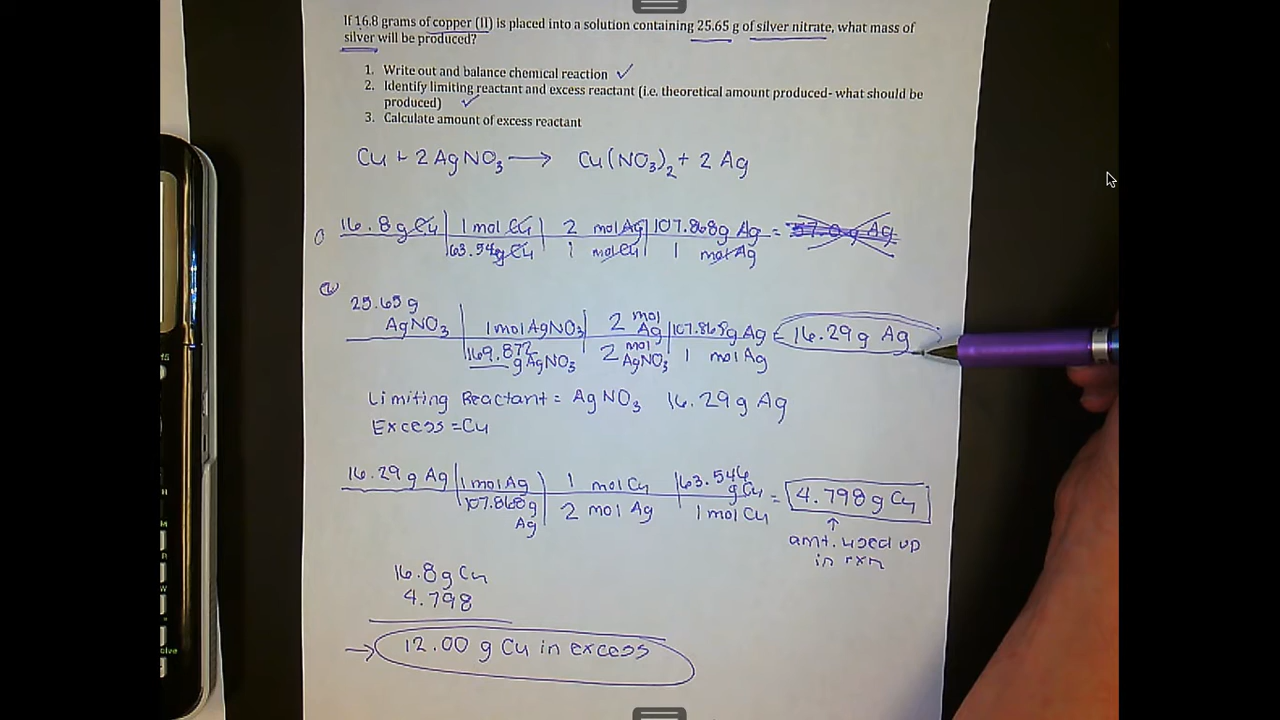 If 16.8 grams of copper (II) is placed into a solution containing 25.65 g of silver nitrate, what mass of
silver will be produced?
1. Write out and balance chemical reaction ✓
2. Identify limiting reactant and excess reactant (i.e. theoretical amount produced- what should be
produced) ✓
3. Calculate amount of excess reactant
Cu + 2 AgNO₃ → Cu(NO₃)₂ + 2 Ag
1) 16.8 g Cu | 1 mol Cu | 2 mol Ag | 107.868 g Ag =
63.546 g Cu | 1 mol Cu | 1 mol Ag
2)
25.65 g
AgNO₃ | 1 mol AgNO₃ | 2 mol Ag | 107.868 g Ag = 16.29 g Ag
169.872 g AgNO₃ | 2 mol AgNO₃ | 1 mol Ag
Limiting Reactant = AgNO₃ 16.29 g Ag
Excess = Cu
16.29 g Ag | 1 mol Ag | 1 mol Cu | 63.546 g Cu = 4.798 g Cu
107.868 g Ag | 2 mol Ag | 1 mol Cu
↑
amt. used up
in rxn
16.8 g Cu
4.798
→ 12.00 g Cu in excess